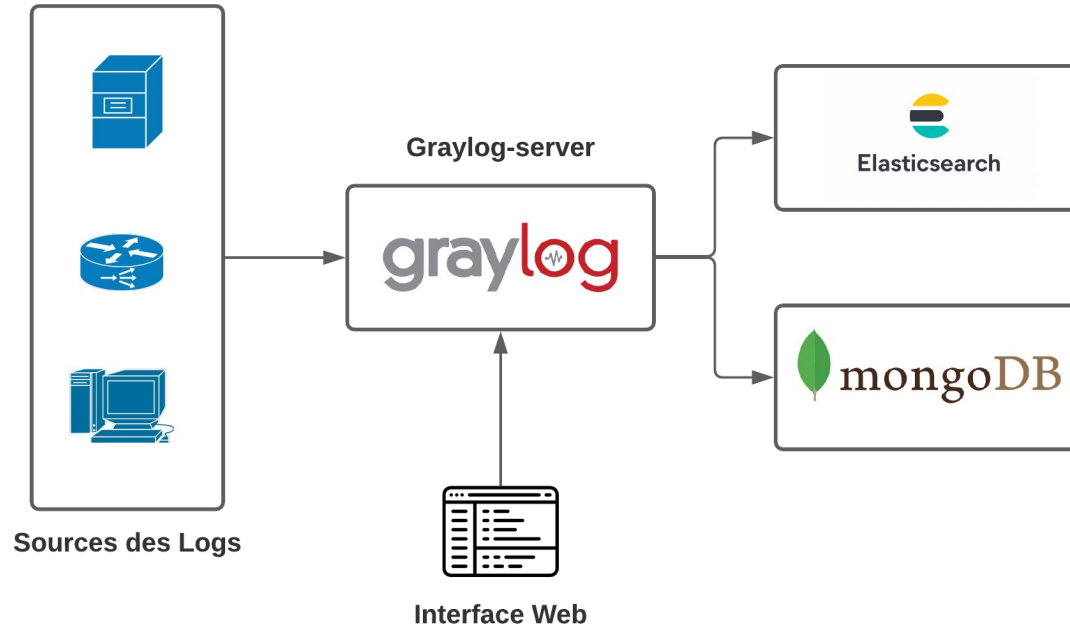 Graylog-server
graylog
Elasticsearch
mongoDB
Sources des Logs
Interface Web